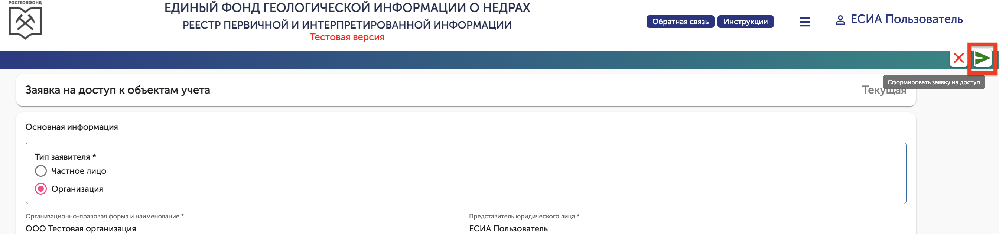 РОСГЕОЛФОНД
ЕДИНЫЙ ФОНД ГЕОЛОГИЧЕСКОЙ ИНФОРМАЦИИ О НЕДРАХ
РЕЕСТР ПЕРВИЧНОЙ И ИНТЕРПРЕТИРОВАННОЙ ИНФОРМАЦИИ
Тестовая версия
Обратная связь
Инструкции
ЕСИА Пользователь
Сформировать заявку на доступ
Заявка на доступ к объектам учета
Текущая
Основная информация
Тип заявителя *
Частное лицо
Организация
Организационно-правовая форма и наименование *
ООО Тестовая организация
Представитель юридического лица *
ЕСИА Пользователь